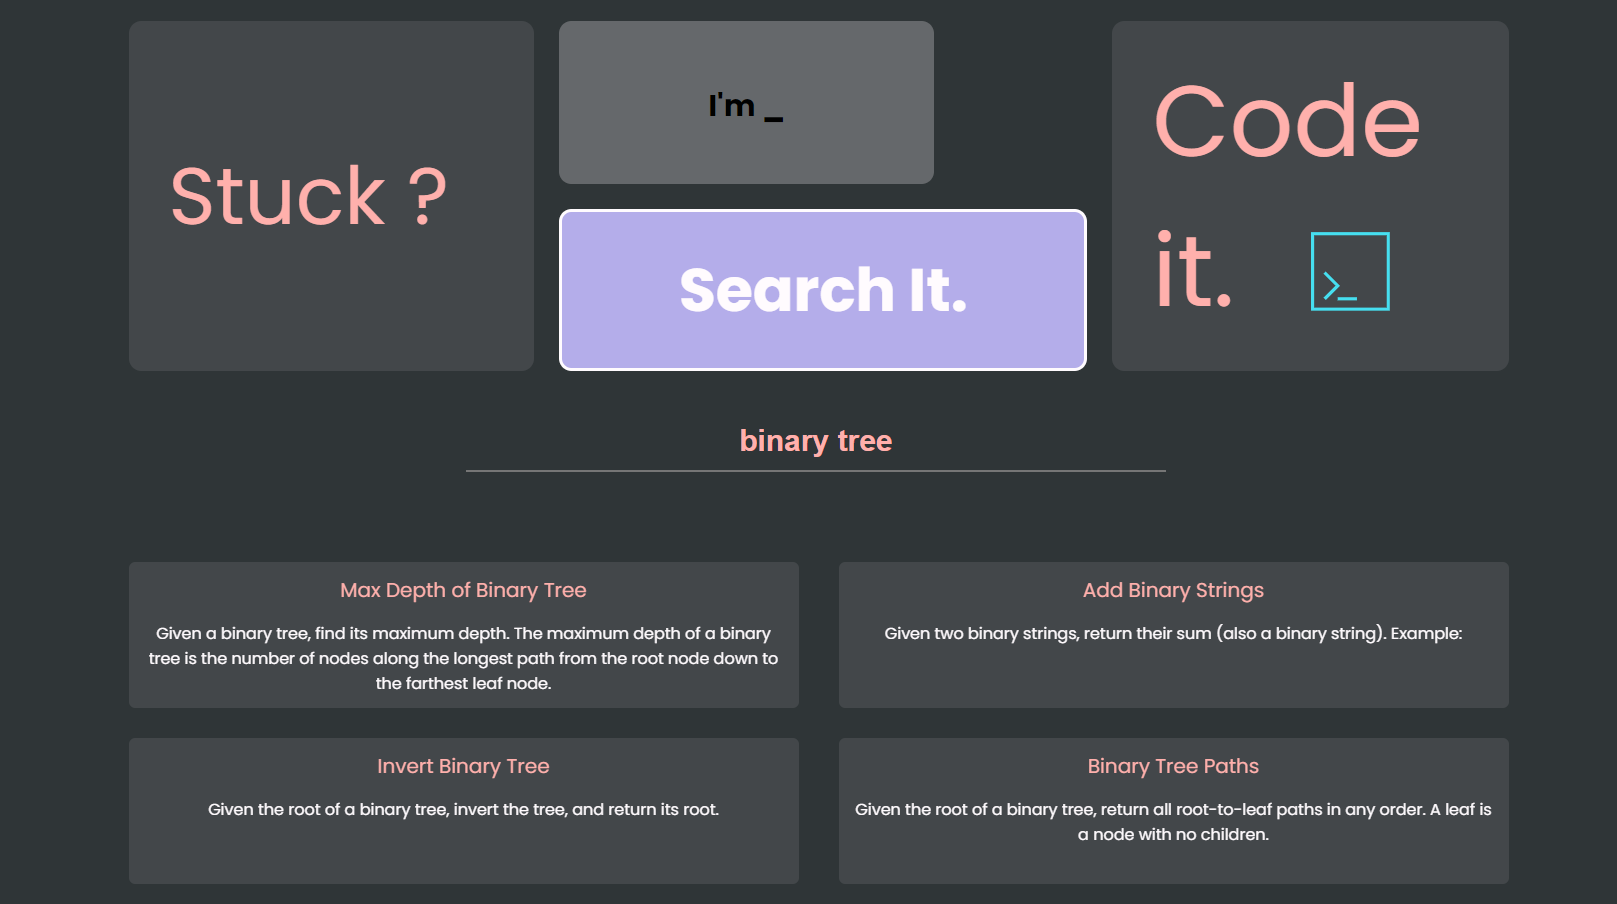 Stuck ?
I'm _
Search It.
Code
it.
binary tree
Max Depth of Binary Tree
Given a binary tree, find its maximum depth. The maximum depth of a binary
tree is the number of nodes along the longest path from the root node down to
the farthest leaf node.
Add Binary Strings
Given two binary strings, return their sum (also a binary string). Example:
Invert Binary Tree
Given the root of a binary tree, invert the tree, and return its root.
Binary Tree Paths
Given the root of a binary tree, return all root-to-leaf paths in any order. A leaf is
a node with no children.